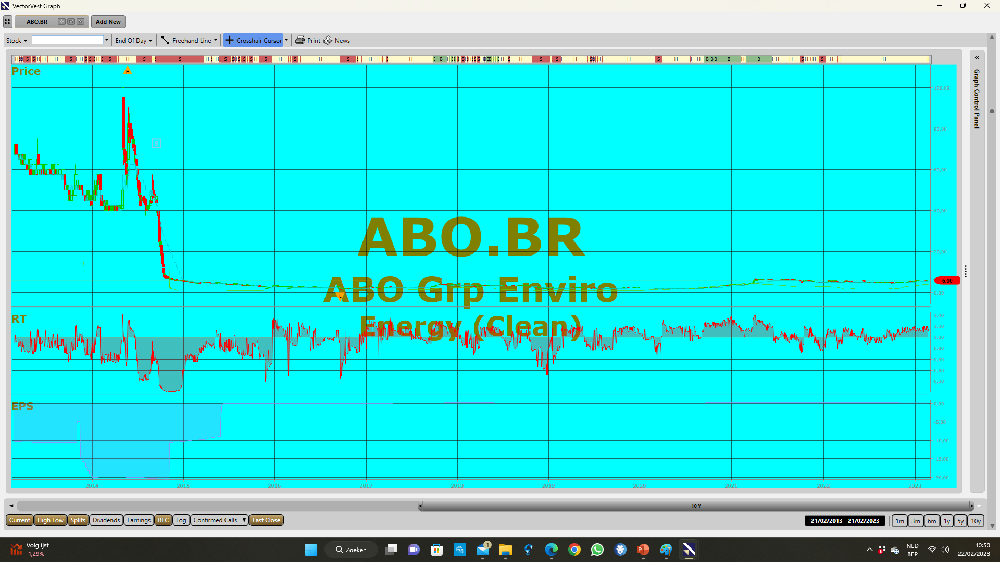 VectorVest Graph
ABO.BR
Add New
Stock
End Of Day
Freehand Line
Crosshair Cursor
Print
News
Graph Control Panel
Price
H
S
100,00
80,00
60,00
40,00
20,00
0,00
6,00
ABO.BR
ABO Grp Enviro
Energy (Clean)
L
RT
1,40
1,20
1,00
0,80
0,60
0,40
0,20
EPS
0,00
-5,00
-10,00
-15,00
-20,00
2014 2015 2016 2017 2018 2019 2020 2021 2022 2023
10 Y
Current High Low Splits Dividends Earnings REC Log Confirmed Calls Last Close
21/02/2013 - 21/02/2023
1m 3m 6m 1y 5y 10y
Volglijst
-1,29%
Zoeken
1
8
NLD
BEP
10:50
22/02/2023